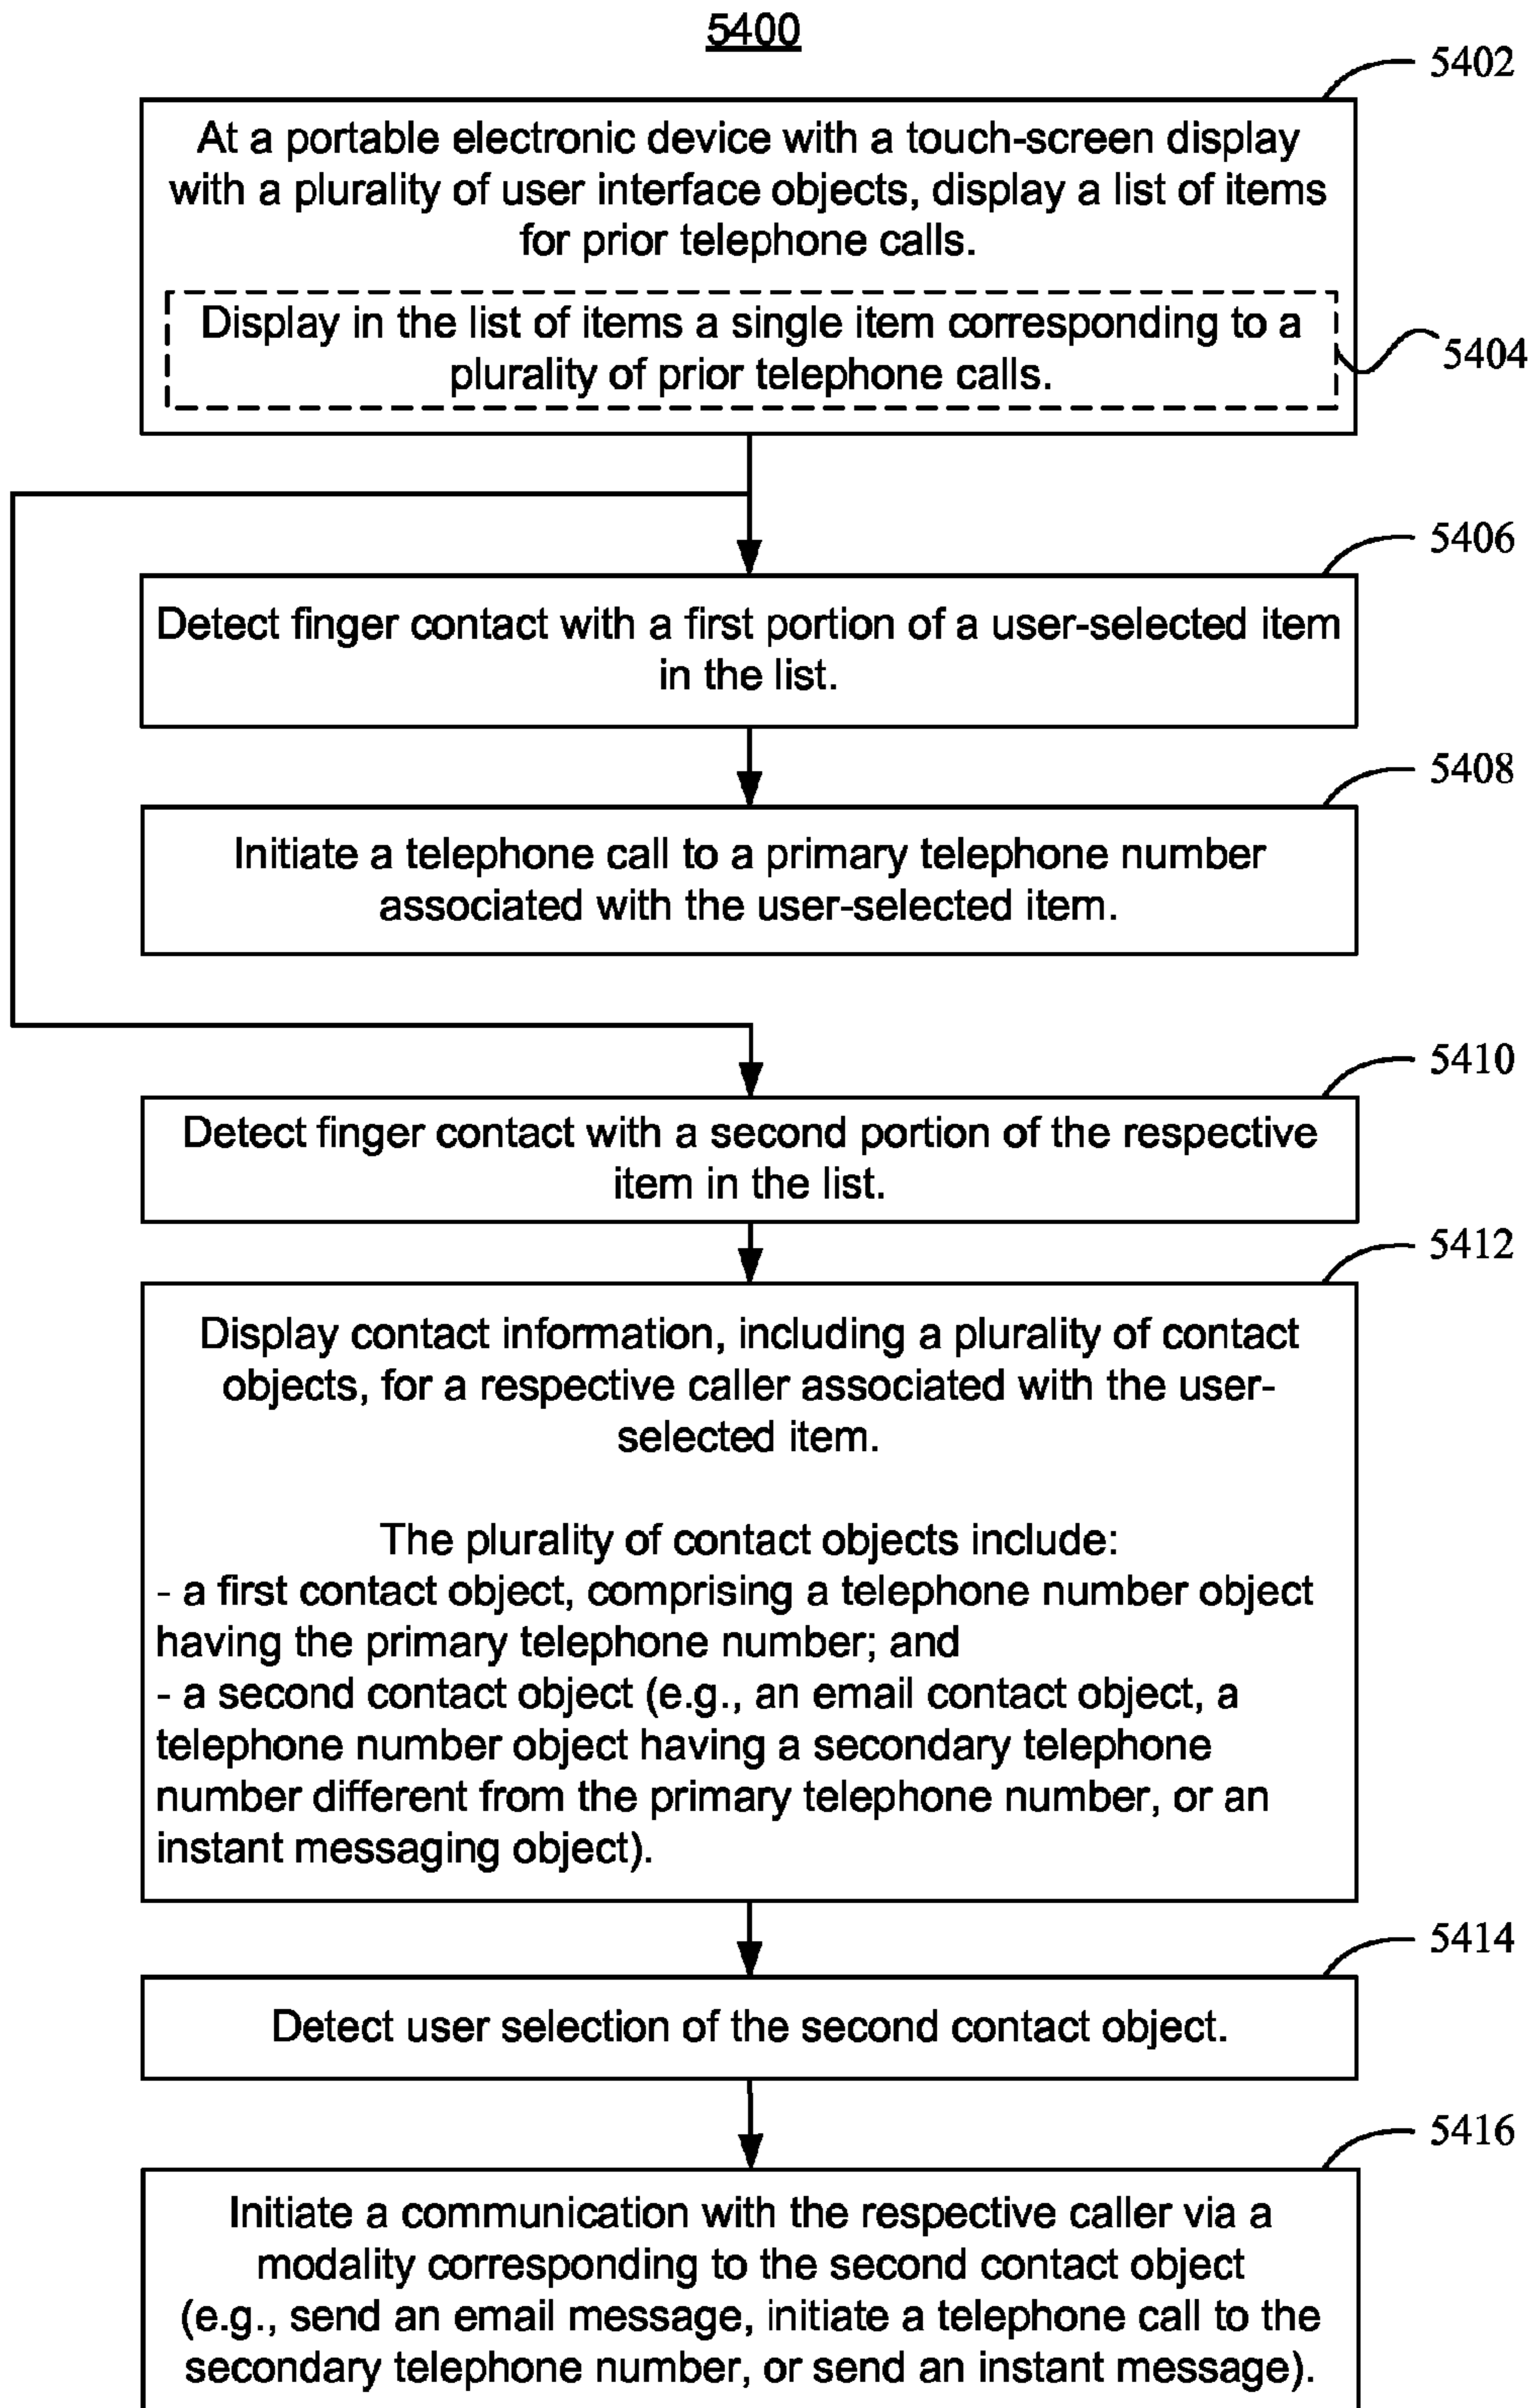 5400
5402
At a portable electronic device with a touch-screen display
with a plurality of user interface objects, display a list of items
for prior telephone calls.
Display in the list of items a single item corresponding to a
plurality of prior telephone calls.
5404
5406
Detect finger contact with a first portion of a user-selected item
in the list.
5408
Initiate a telephone call to a primary telephone number
associated with the user-selected item.
5410
Detect finger contact with a second portion of the respective
item in the list.
5412
Display contact information, including a plurality of contact
objects, for a respective caller associated with the user-
selected item.
The plurality of contact objects include:
- a first contact object, comprising a telephone number object
having the primary telephone number; and
- a second contact object (e.g., an email contact object, a
telephone number object having a secondary telephone
number different from the primary telephone number, or an
instant messaging object).
5414
Detect user selection of the second contact object.
5416
Initiate a communication with the respective caller via a
modality corresponding to the second contact object
(e.g., send an email message, initiate a telephone call to the
secondary telephone number, or send an instant message).